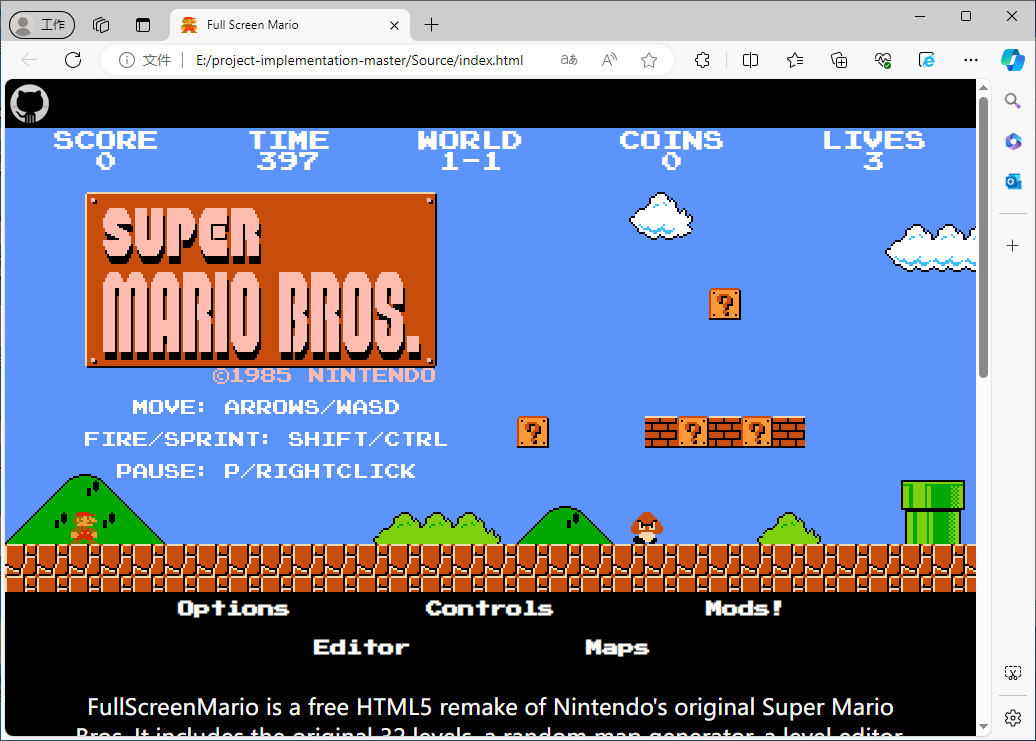 工作
Full Screen Mario
文件
E:/project-implementation-master/Source/index.html
aあ
A
SCORE TIME WORLD COINS LIVES
0 397 1-1 0 3
SUPER
MARIO BROS.
©1985 NINTENDO
MOVE: ARROWS/WASD
FIRE/SPRINT: SHIFT/CTRL
PAUSE: P/RIGHTCLICK
?
? ? ?
Options Controls Mods!
Editor Maps
FullScreenMario is a free HTML5 remake of Nintendo's original Super Mario
Bros. It includes the original 32 levels, a random map generator, a level editor,